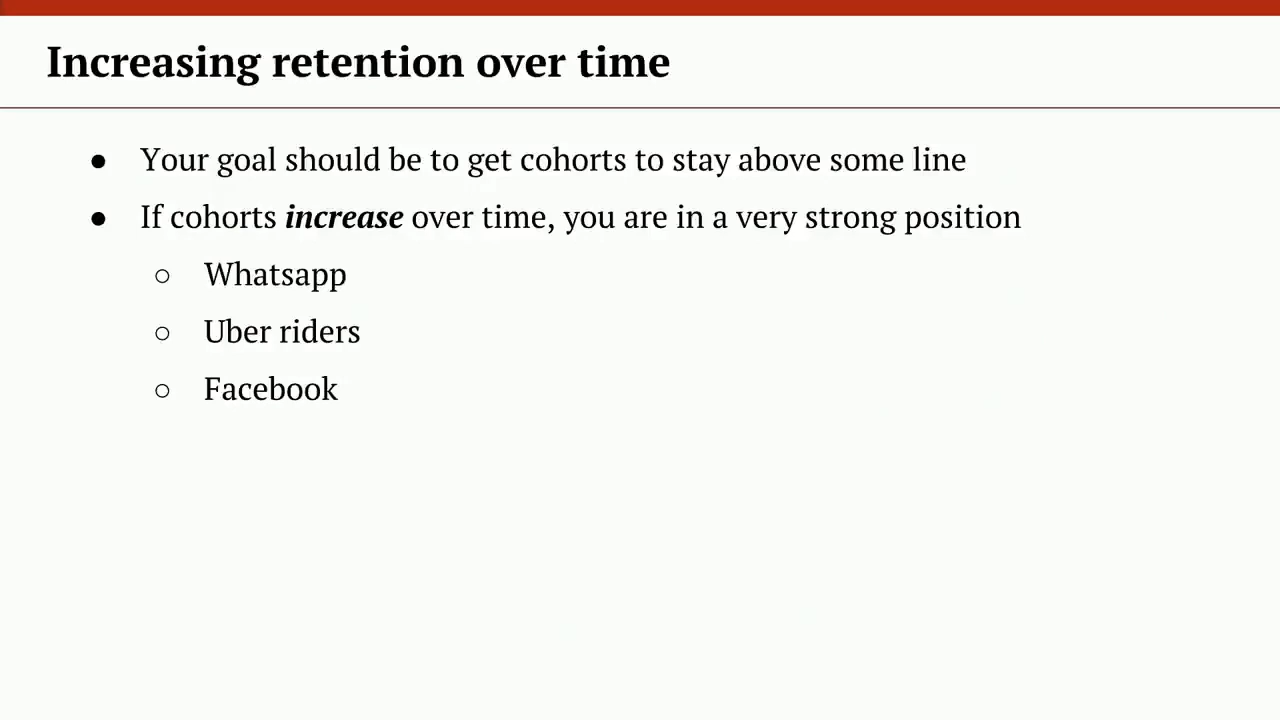 Increasing retention over time
● Your goal should be to get cohorts to stay above some line
● If cohorts increase over time, you are in a very strong position
○ Whatsapp
○ Uber riders
○ Facebook